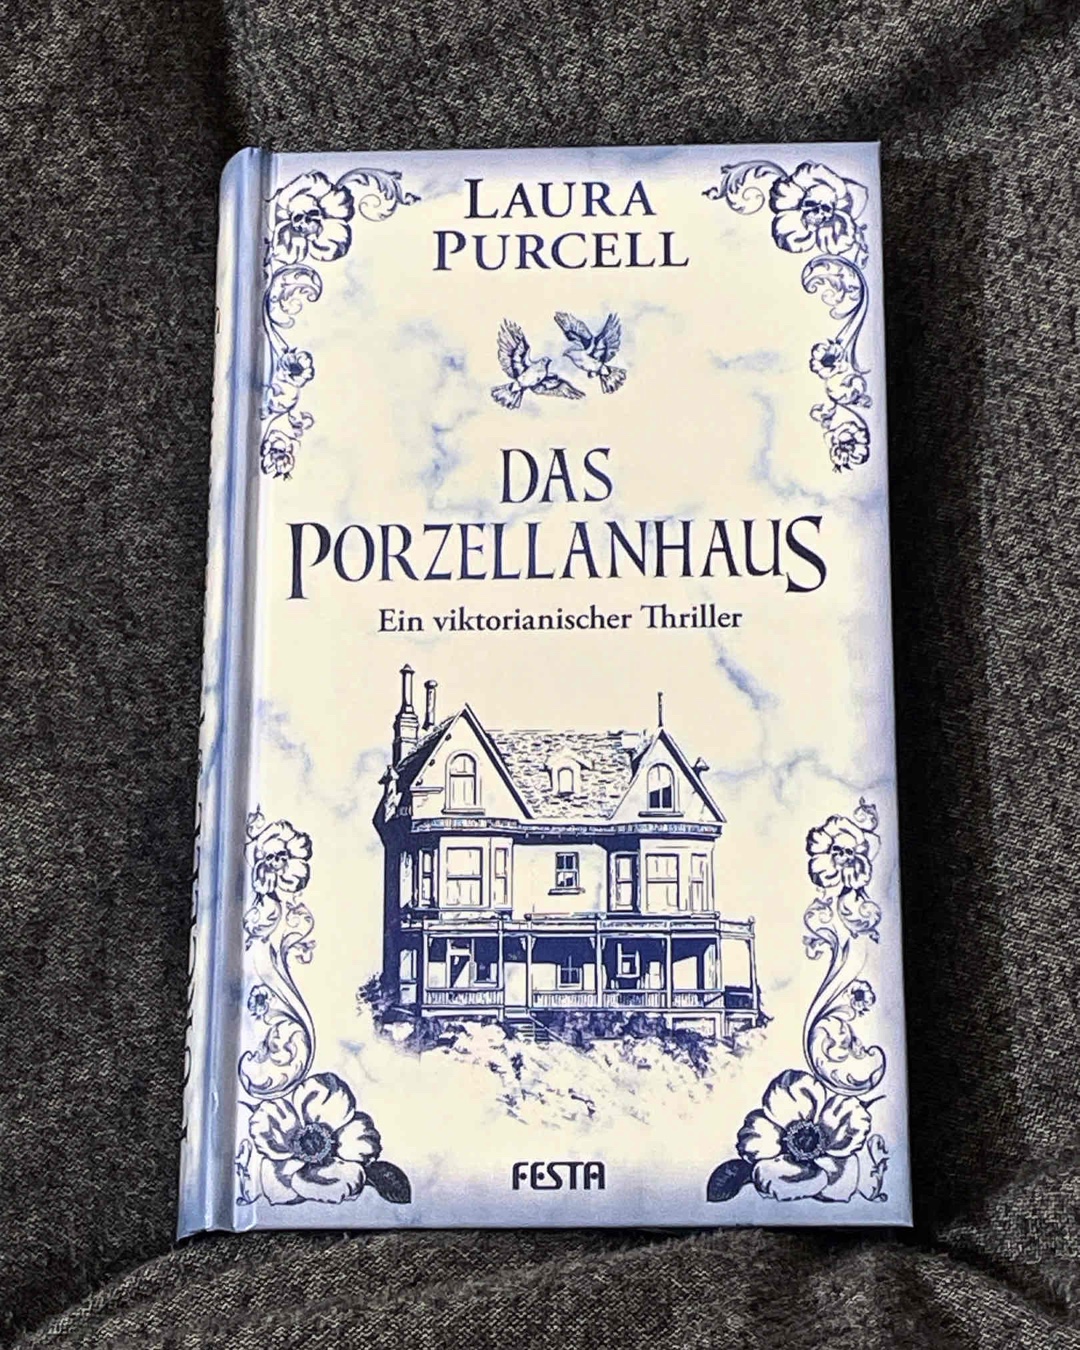 LAURA
PURCELL
DAS
PORZELLANHAUS
Ein viktorianischer Thriller
FESTA